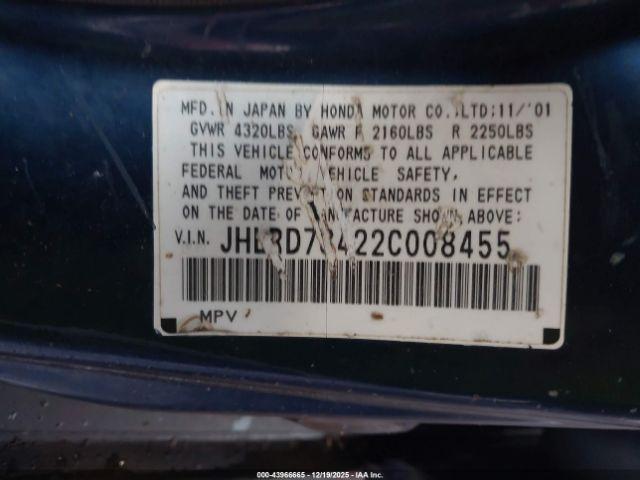 MFD. IN JAPAN BY HONDA MOTOR CO.,LTD; 11/'01
GVWR 4320LBS GAWR F 2160LBS R 2250LBS
THIS VEHICLE CONFORMS TO ALL APPLICABLE
FEDERAL MOTOR VEHICLE SAFETY,
AND THEFT PREVENTION STANDARDS IN EFFECT
ON THE DATE OF MANUFACTURE SHOWN ABOVE:
V.I.N.
MPV
000-43966665 - 12/19/2025 - IAA Inc.